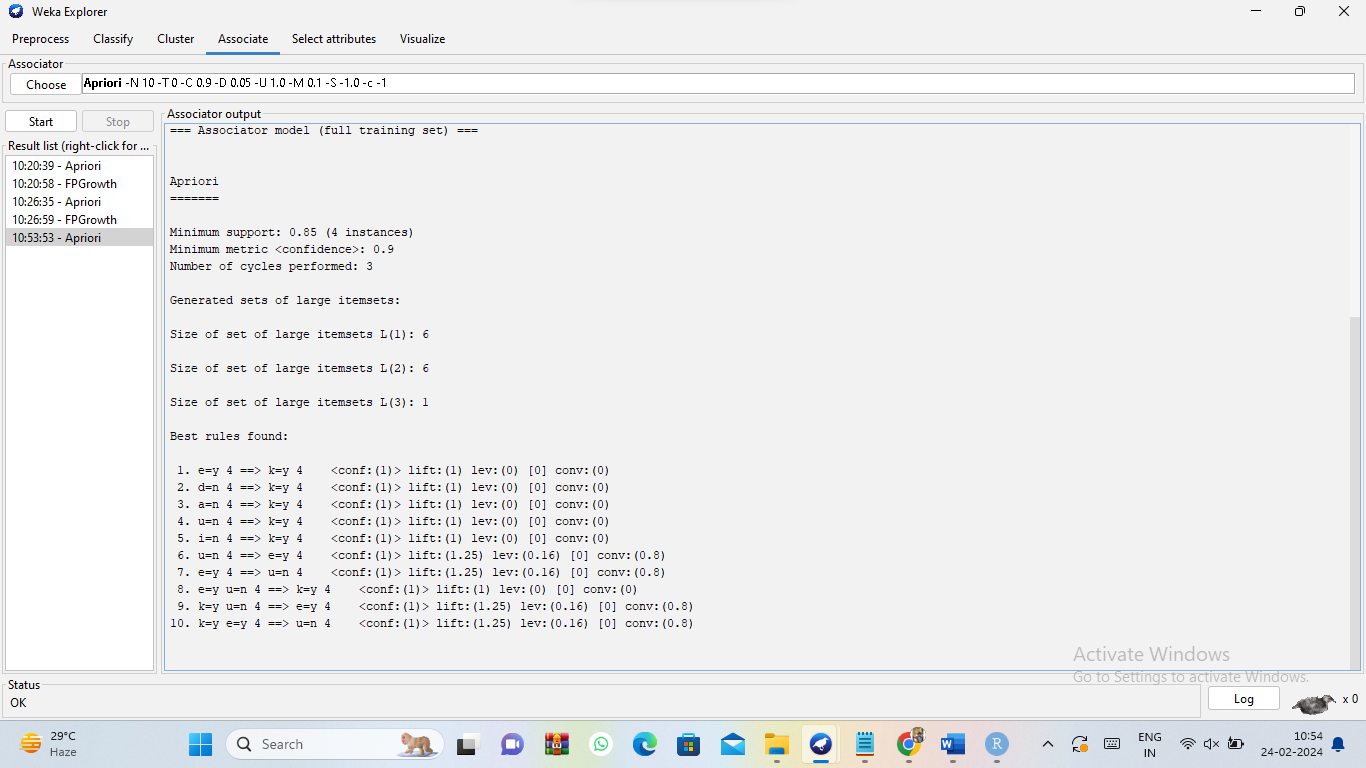 Weka Explorer
Preprocess Classify Cluster Associate Select attributes Visualize
Associator
Choose Apriori -N 10 -T 0 -C 0.9 -D 0.05 -U 1.0 -M 0.1 -S -1.0 -c -1
Start Stop
Result list (right-click for ...
10:20:39 - Apriori
10:20:58 - FPGrowth
10:26:35 - Apriori
10:26:59 - FPGrowth
10:53:53 - Apriori
Associator output
=== Associator model (full training set) ===
Apriori
=======
Minimum support: 0.85 (4 instances)
Minimum metric <confidence>: 0.9
Number of cycles performed: 3
Generated sets of large itemsets:
Size of set of large itemsets L(1): 6
Size of set of large itemsets L(2): 6
Size of set of large itemsets L(3): 1
Best rules found:
1. e=y 4 ==> k=y 4    <conf:(1)> lift:(1) lev:(0) [0] conv:(0)
2. d=n 4 ==> k=y 4    <conf:(1)> lift:(1) lev:(0) [0] conv:(0)
3. a=n 4 ==> k=y 4    <conf:(1)> lift:(1) lev:(0) [0] conv:(0)
4. u=n 4 ==> k=y 4    <conf:(1)> lift:(1) lev:(0) [0] conv:(0)
5. i=n 4 ==> k=y 4    <conf:(1)> lift:(1) lev:(0) [0] conv:(0)
6. u=n 4 ==> e=y 4    <conf:(1)> lift:(1.25) lev:(0.16) [0] conv:(0.8)
7. e=y 4 ==> u=n 4    <conf:(1)> lift:(1.25) lev:(0.16) [0] conv:(0.8)
8. e=y u=n 4 ==> k=y 4    <conf:(1)> lift:(1) lev:(0) [0] conv:(0)
9. k=y u=n 4 ==> e=y 4    <conf:(1)> lift:(1.25) lev:(0.16) [0] conv:(0.8)
10. k=y e=y 4 ==> u=n 4    <conf:(1)> lift:(1.25) lev:(0.16) [0] conv:(0.8)
Activate Windows
Go to Settings to activate Windows.
Status
OK
Log
x 0
29°C
Haze
Search
R
ENG
IN
10:54
24-02-2024